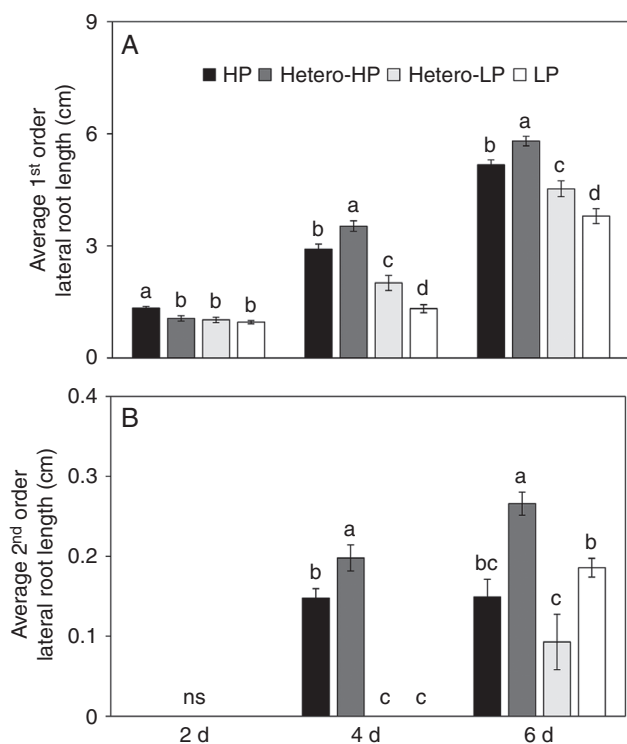 9
A
HP Hetero-HP Hetero-LP LP
Average 1st order
lateral root length (cm)
6
a
b
c
d
a
b
3
c
d
a
b b b
0
0.4
B
Average 2nd order
lateral root length (cm)
0.3
a
a
0.2
b
b
bc
0.1
c
ns
c c
0
2 d 4 d 6 d